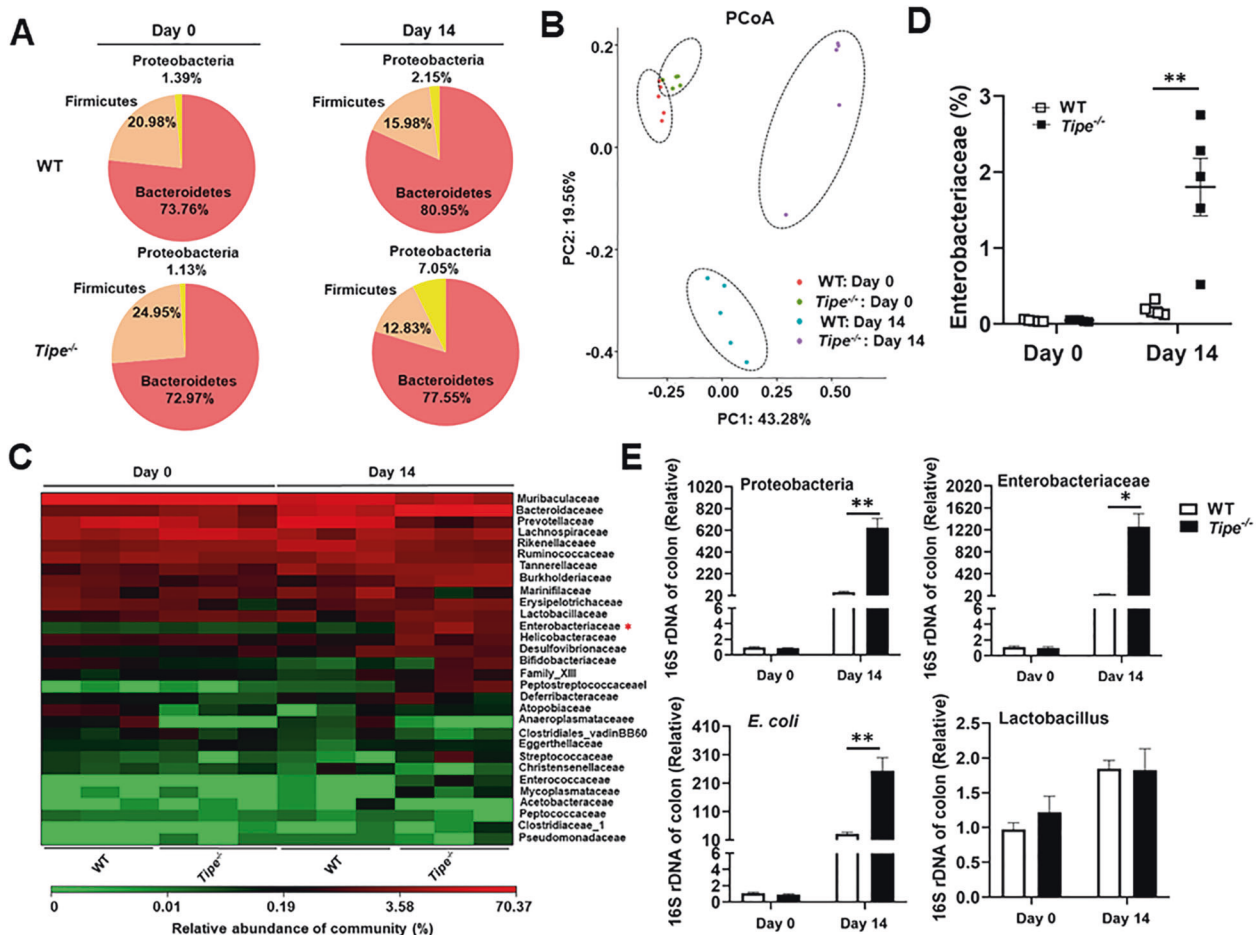 A
Day 0
Day 14
Proteobacteria
1.39%
Firmicutes
20.98%
Bacteroidetes
73.76%
Proteobacteria
2.15%
Firmicutes
15.98%
Bacteroidetes
80.95%
WT
Proteobacteria
1.13%
Firmicutes
24.95%
Bacteroidetes
72.97%
Proteobacteria
7.05%
Firmicutes
12.83%
Bacteroidetes
77.55%
Tipe-/-
B
PCoA
PC2: 19.56%
0.2
0.0
-0.2
-0.4
-0.25
0.00
0.25
0.50
PC1: 43.28%
WT: Day 0
Tipe-/-: Day 0
WT: Day 14
Tipe-/-: Day 14
D
Enterobacteriaceae (%)
3
2
1
0
WT
Tipe-/-
**
Day 0
Day 14
C
Day 0
Day 14
Muribaculaceae
Bacteroidaceaee
Prevotellaceae
Lachnospiraceae
Rikenellaceaee
Ruminococcaceae
Tannerellaceae
Burkholderiaceae
Marinifilaceae
Erysipelotrichaceae
Lactobacillaceae
Enterobacteriaceae *
Helicobacteraceae
Desulfovibrionaceae
Bifidobacteriaceae
Family_XIII
Peptostreptococcaceael
Deferribacteraceae
Atopobiaceae
Anaeroplasmataceaee
Clostridiales_vadinBB60
Eggerthellaceae
Streptococcaceae
Christensenellaceae
Enterococcaceae
Mycoplasmataceae
Acetobacteraceae
Peptococcaceae
Clostridiaceae_1
Pseudomonadaceae
WT
Tipe-/-
WT
Tipe-/-
0
0.01
0.19
3.58
70.37
Relative abundance of community (%)
E
16S rDNA of colon (Relative)
Proteobacteria
1020
820
620
420
220
20
6
4
2
0
**
Day 0
Day 14
16S rDNA of colon (Relative)
Enterobacteriaceae
2020
1620
1220
820
420
20
6
4
2
0
*
Day 0
Day 14
WT
Tipe-/-
16S rDNA of colon (Relative)
E. coli
410
310
210
110
10
6
4
2
0
**
Day 0
Day 14
16S rDNA of colon (Relative)
Lactobacillus
2.5
2.0
1.5
1.0
0.5
0.0
Day 0
Day 14